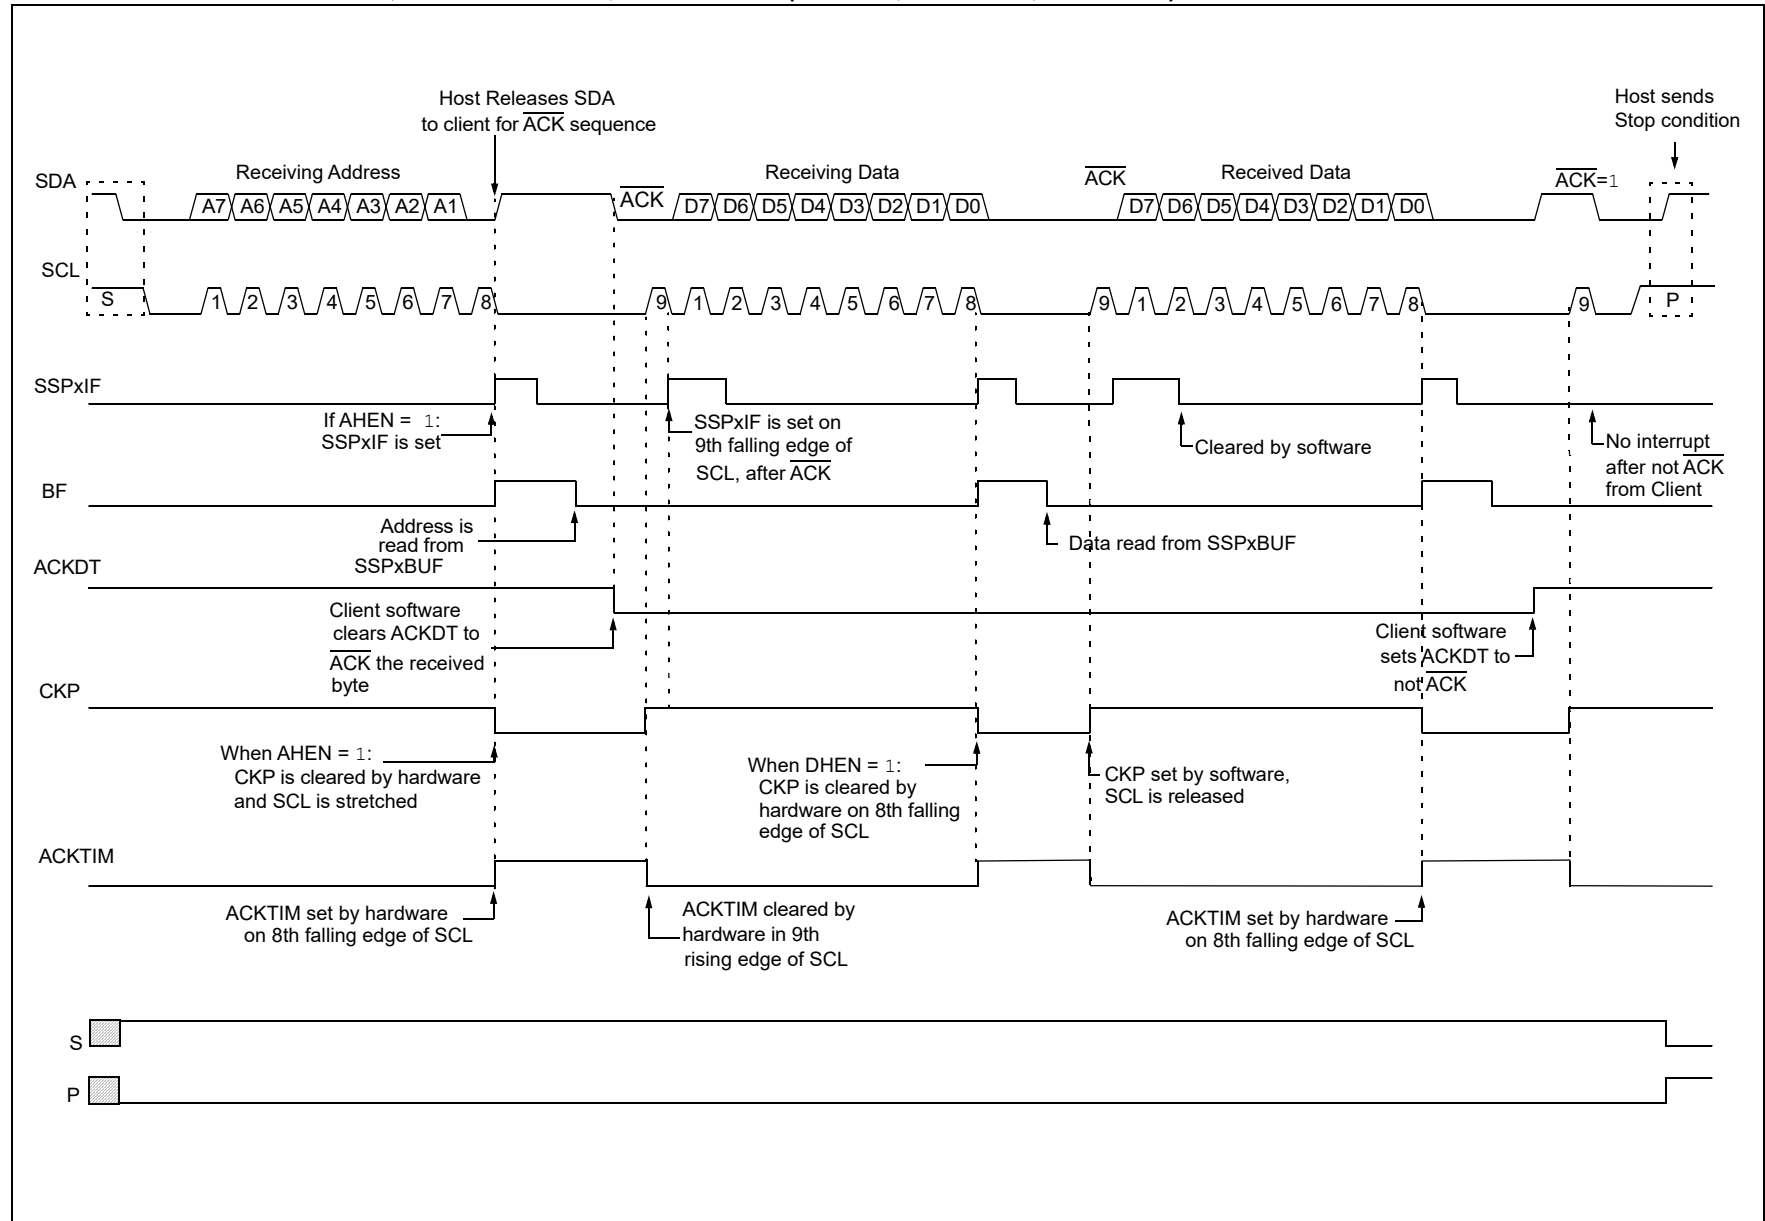 Host Releases SDA
to client for ACK sequence
Host sends
Stop condition
SDA
Receiving Address
A7 A6 A5 A4 A3 A2 A1
ACK
Receiving Data
D7 D6 D5 D4 D3 D2 D1 D0
ACK
Received Data
D7 D6 D5 D4 D3 D2 D1 D0
ACK=1
SCL
S
1 2 3 4 5 6 7 8
9 1 2 3 4 5 6 7 8
9 1 2 3 4 5 6 7 8
9
P
SSPxIF
If AHEN = 1:
SSPxIF is set
SSPxIF is set on
9th falling edge of
SCL, after ACK
Cleared by software
No interrupt
after not ACK
from Client
BF
Address is
read from
SSPxBUF
Data read from SSPxBUF
ACKDT
Client software
clears ACKDT to
ACK the received
byte
Client software
sets ACKDT to
not ACK
CKP
When AHEN = 1:
CKP is cleared by hardware
and SCL is stretched
When DHEN = 1:
CKP is cleared by
hardware on 8th falling
edge of SCL
CKP set by software,
SCL is released
ACKTIM
ACKTIM set by hardware
on 8th falling edge of SCL
ACKTIM cleared by
hardware in 9th
rising edge of SCL
ACKTIM set by hardware
on 8th falling edge of SCL
S
P